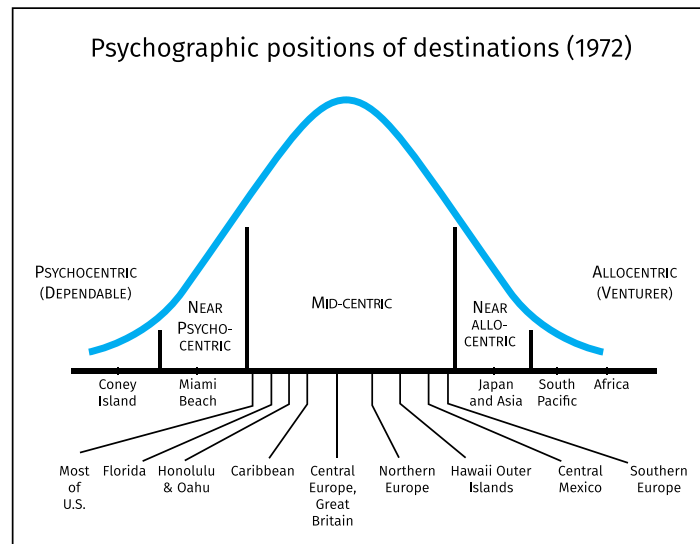 Psychographic positions of destinations (1972)
PSYCHOCENTRIC
(DEPENDABLE)
NEAR
PSYCHO-
CENTRIC
MID-CENTRIC
NEAR
ALLO-
CENTRIC
ALLOCENTRIC
(VENTURER)
Coney
Island
Miami
Beach
Japan
and Asia
South
Pacific
Africa
Most
of
U.S.
Florida
Honolulu
& Oahu
Caribbean
Central
Europe,
Great
Britain
Northern
Europe
Hawaii Outer
Islands
Central
Mexico
Southern
Europe